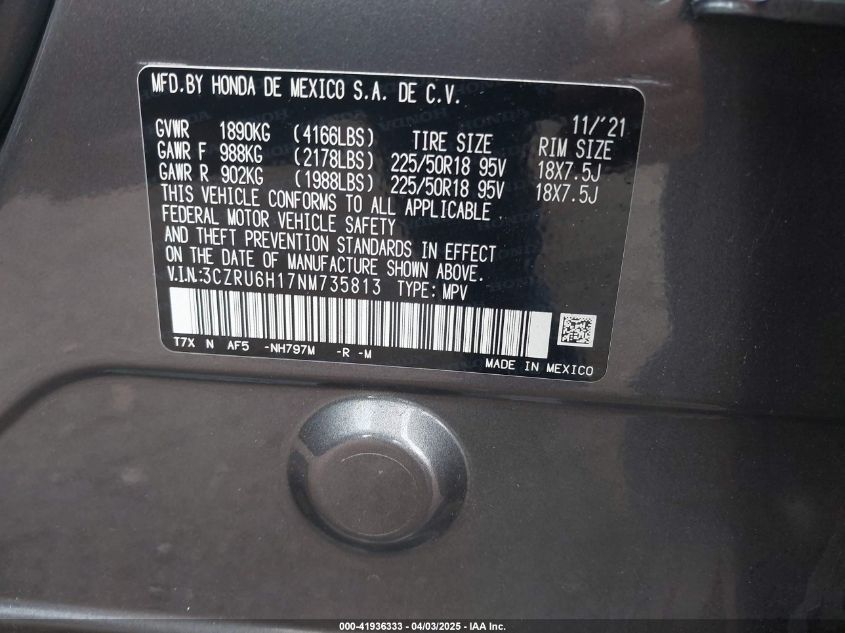 MFD.BY HONDA DE MEXICO S.A. DE C.V.
11/'21
GVWR 1890KG (4166LBS) TIRE SIZE RIM SIZE
GAWR F 988KG (2178LBS) 225/50R18 95V 18X7.5J
GAWR R 902KG (1988LBS) 225/50R18 95V 18X7.5J
THIS VEHICLE CONFORMS TO ALL APPLICABLE
FEDERAL MOTOR VEHICLE SAFETY
AND THEFT PREVENTION STANDARDS IN EFFECT
ON THE DATE OF MANUFACTURE SHOWN ABOVE.
V.I.N.:3CZRU6H17NM735813 TYPE: MPV
T7X N AF5 -NH797M -R -M
MADE IN MEXICO
000-41936333 - 04/03/2025 - IAA Inc.